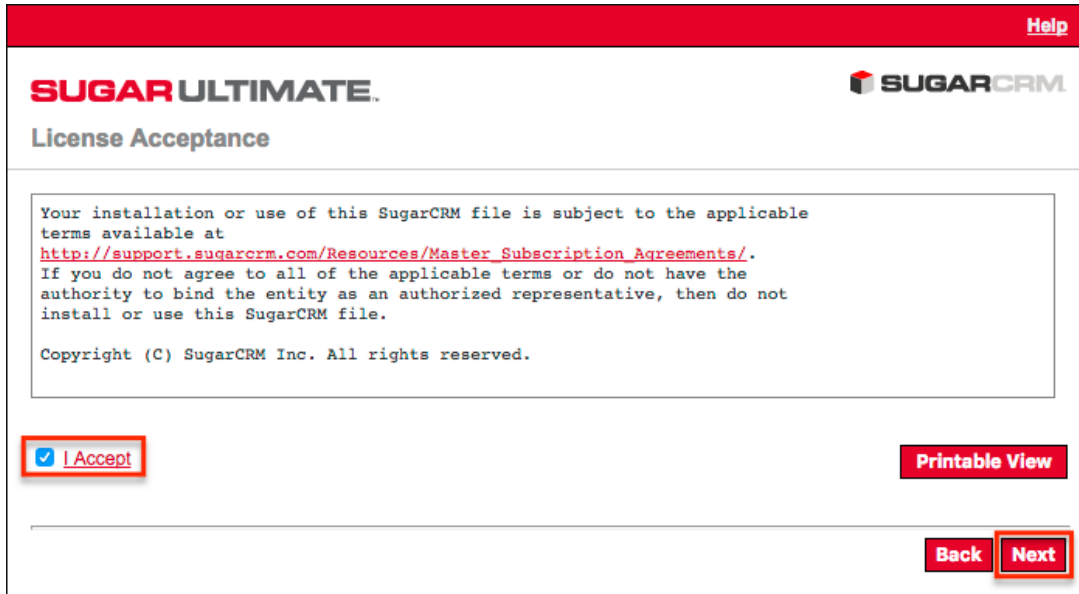 Help
SUGAR ULTIMATE™
SUGARCRM
License Acceptance
Your installation or use of this SugarCRM file is subject to the applicable
terms available at
http://support.sugarcrm.com/Resources/Master_Subscription_Agreements/.
If you do not agree to all of the applicable terms or do not have the
authority to bind the entity as an authorized representative, then do not
install or use this SugarCRM file.
Copyright (C) SugarCRM Inc. All rights reserved.
I Accept
Printable View
Back Next